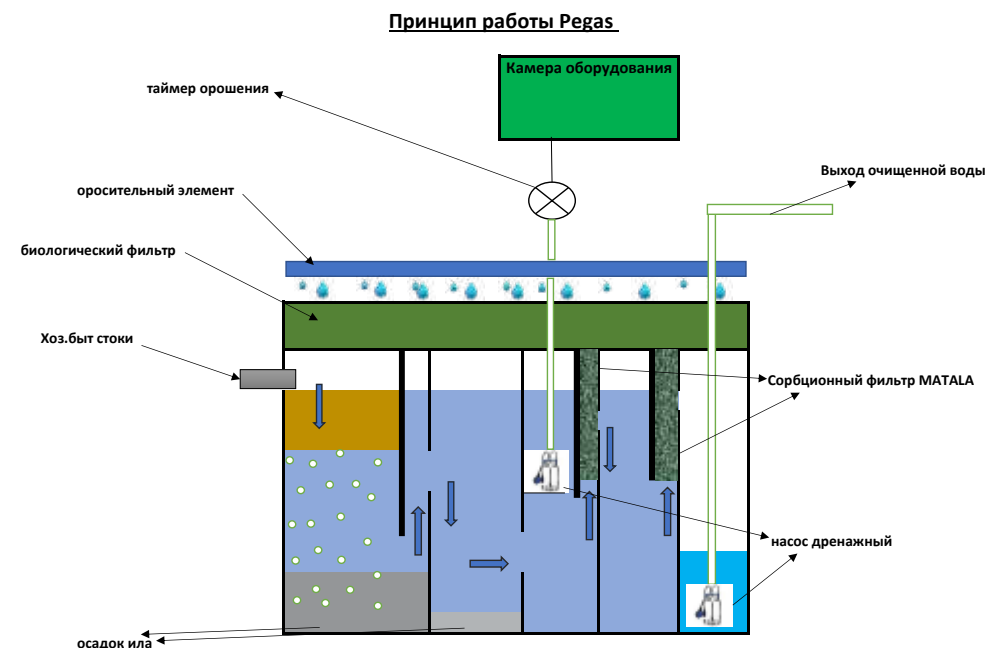 Принцип работы Pegas
Камера оборудования
таймер орошения
Выход очищенной воды
оросительный элемент
биологический фильтр
Хоз.быт стоки
Сорбционный фильтр MATALA
насос дренажный
осадок ила